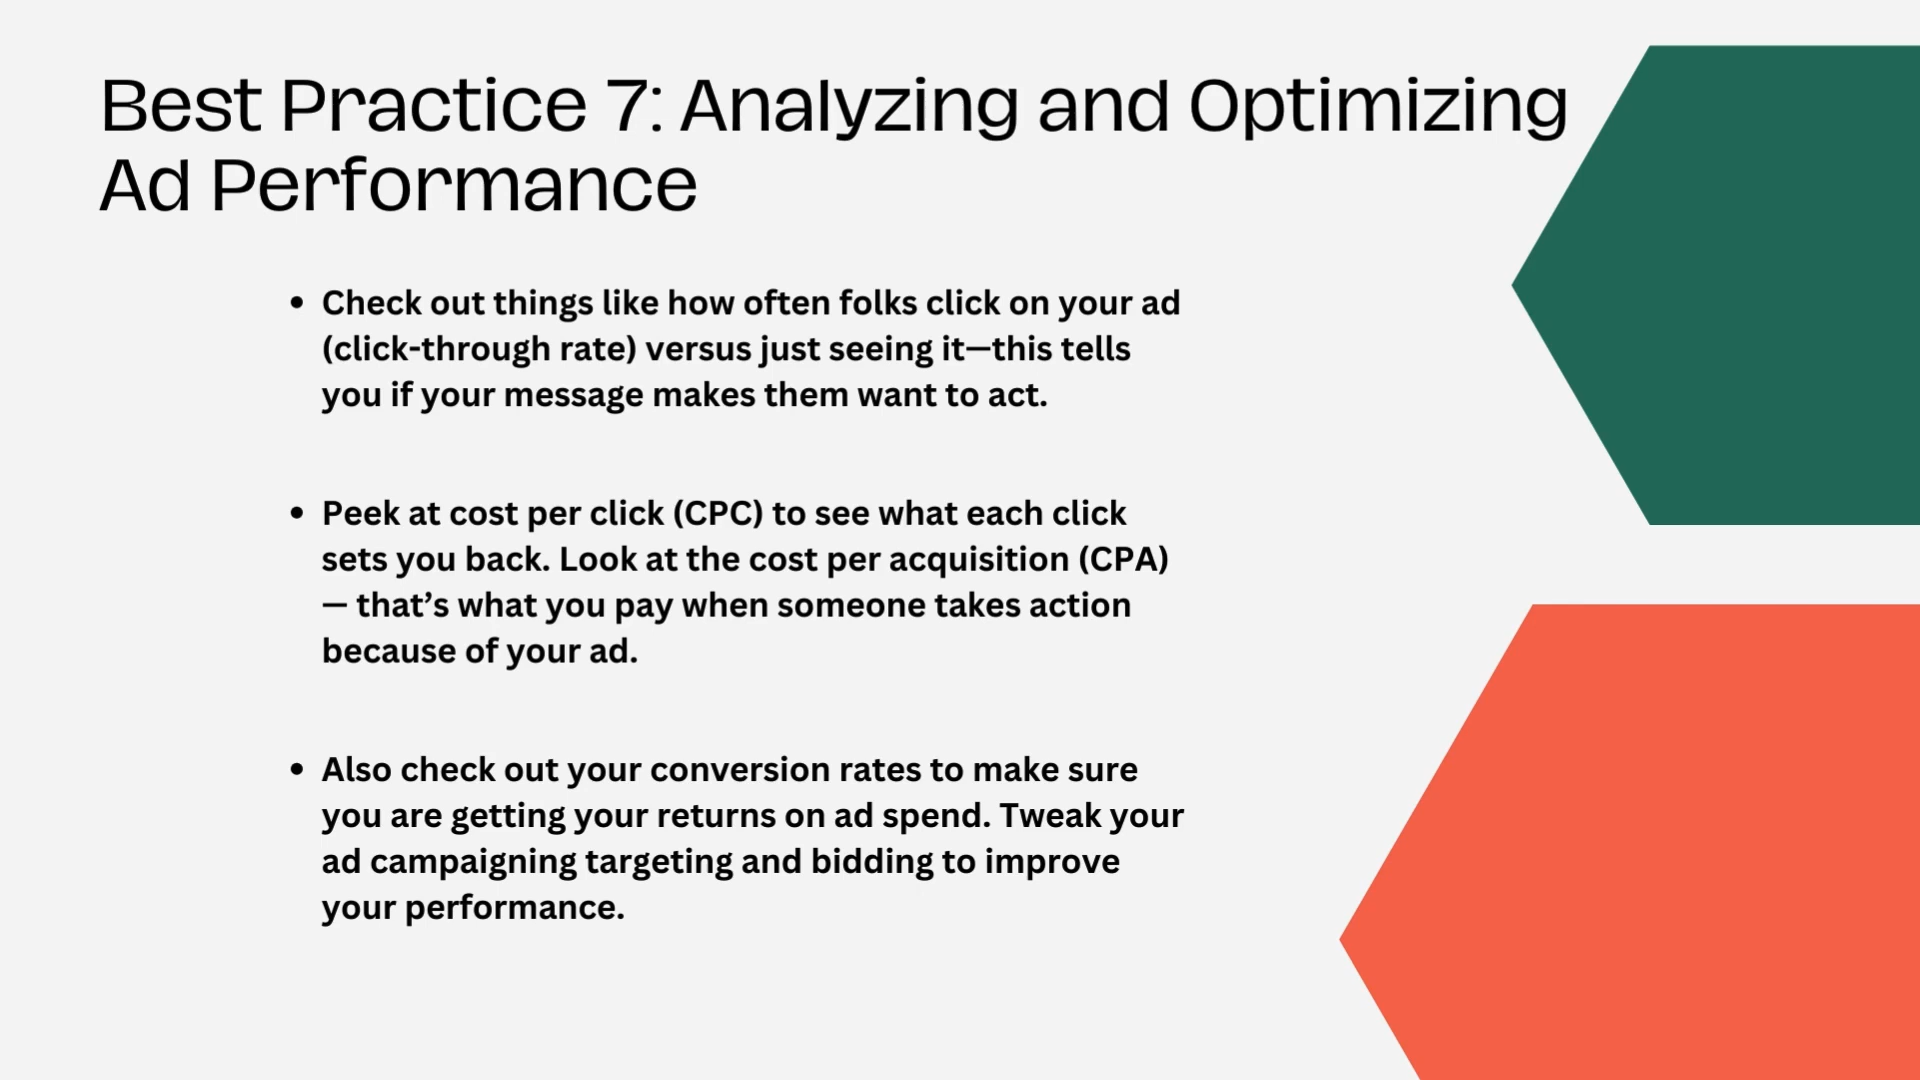 Best Practice 7: Analyzing and Optimizing
Ad Performance
• Check out things like how often folks click on your ad
(click-through rate) versus just seeing it—this tells
you if your message makes them want to act.
• Peek at cost per click (CPC) to see what each click
sets you back. Look at the cost per acquisition (CPA)
— that’s what you pay when someone takes action
because of your ad.
• Also check out your conversion rates to make sure
you are getting your returns on ad spend. Tweak your
ad campaigning targeting and bidding to improve
your performance.